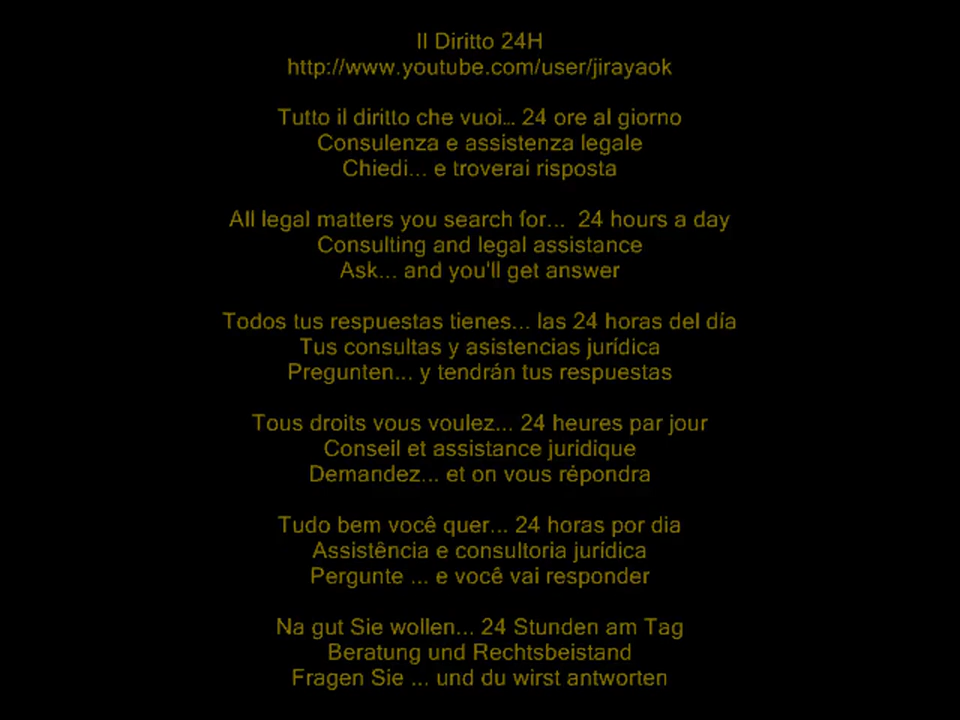 Il Diritto 24H
http://www.youtube.com/user/jirayaok
Tutto il diritto che vuoi... 24 ore al giorno
Consulenza e assistenza legale
Chiedi... e troverai risposta
All legal matters you search for... 24 hours a day
Consulting and legal assistance
Ask... and you'll get answer
Todos tus respuestas tienes... las 24 horas del día
Tus consultas y asistencias jurídica
Pregunten... y tendrán tus respuestas
Tous droits vous voulez... 24 heures par jour
Conseil et assistance juridique
Demandez... et on vous répondra
Tudo bem você quer... 24 horas por dia
Assistência e consultoria jurídica
Pergunte ... e você vai responder
Na gut Sie wollen... 24 Stunden am Tag
Beratung und Rechtsbeistand
Fragen Sie ... und du wirst antworten